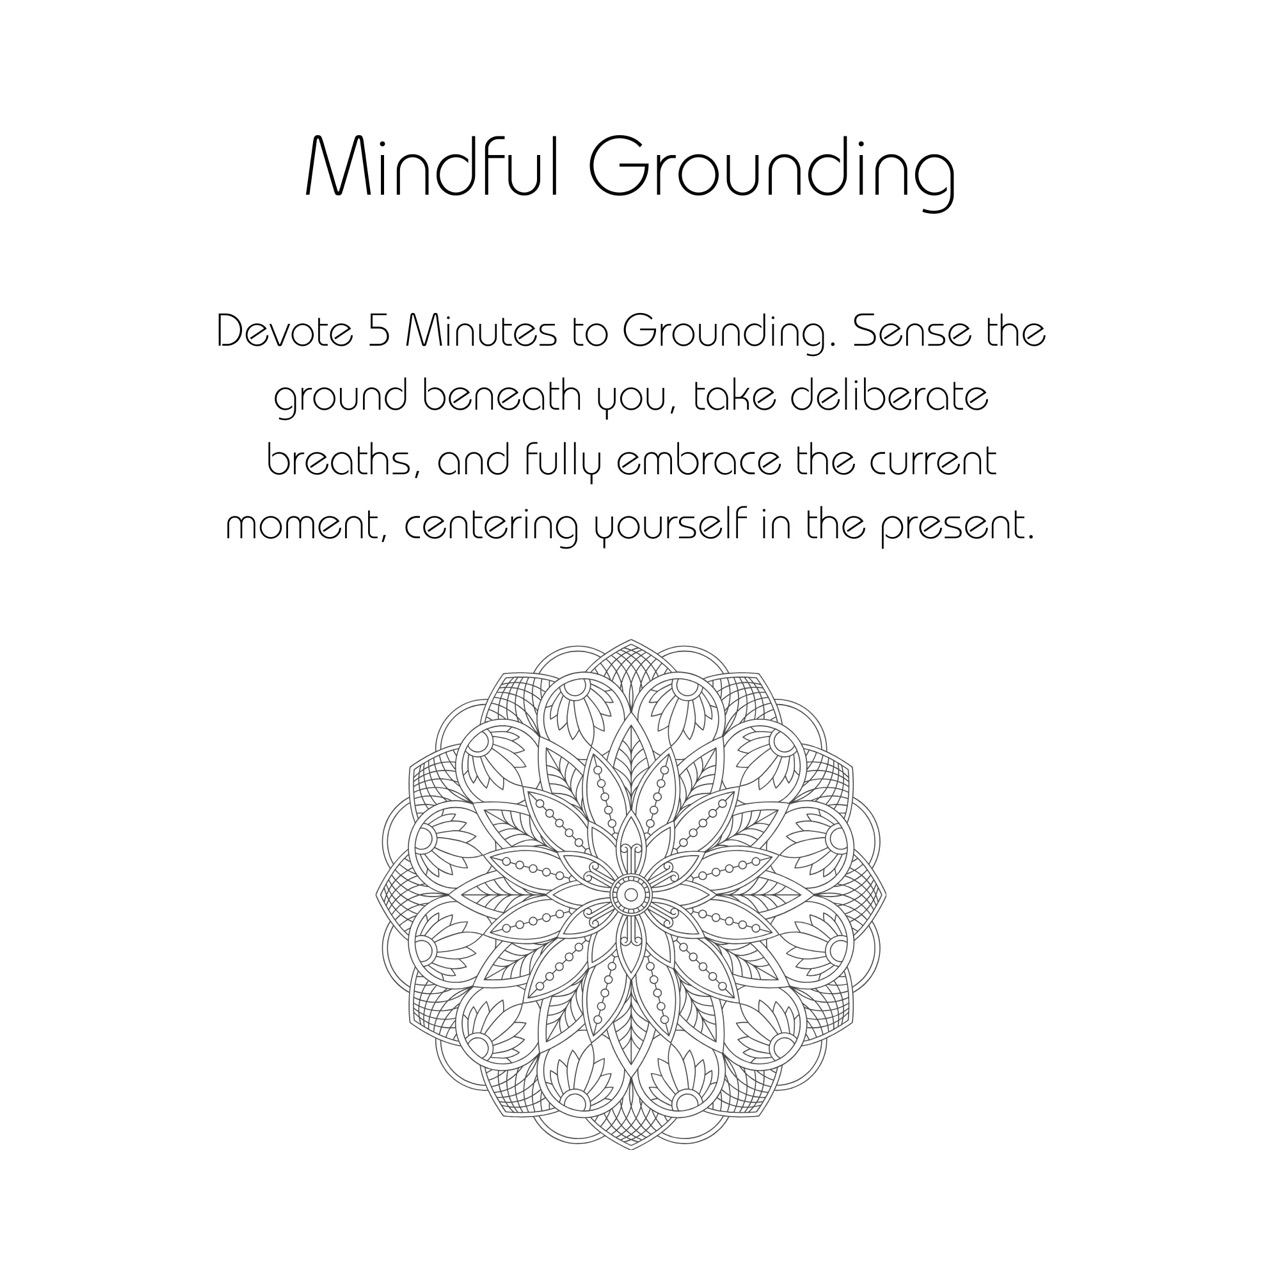 Mindful Grounding
Devote 5 Minutes to Grounding. Sense the
ground beneath you, take deliberate
breaths, and fully embrace the current
moment, centering yourself in the present.